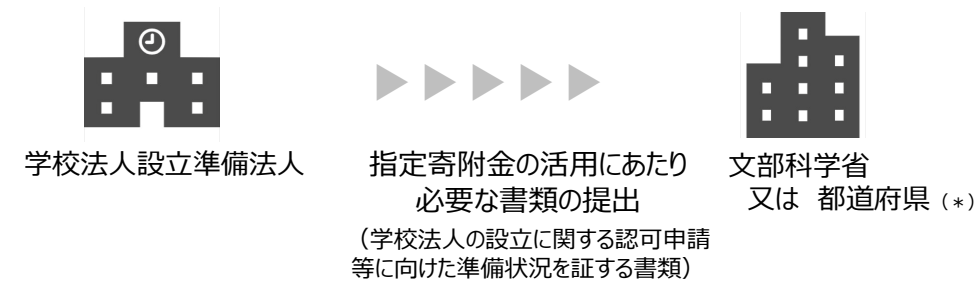 学校法人設立準備法人
指定寄附金の活用にあたり
必要な書類の提出
(学校法人の設立に関する認可申請
等に向けた準備状況を証する書類)
文部科学省
又は 都道府県(*)